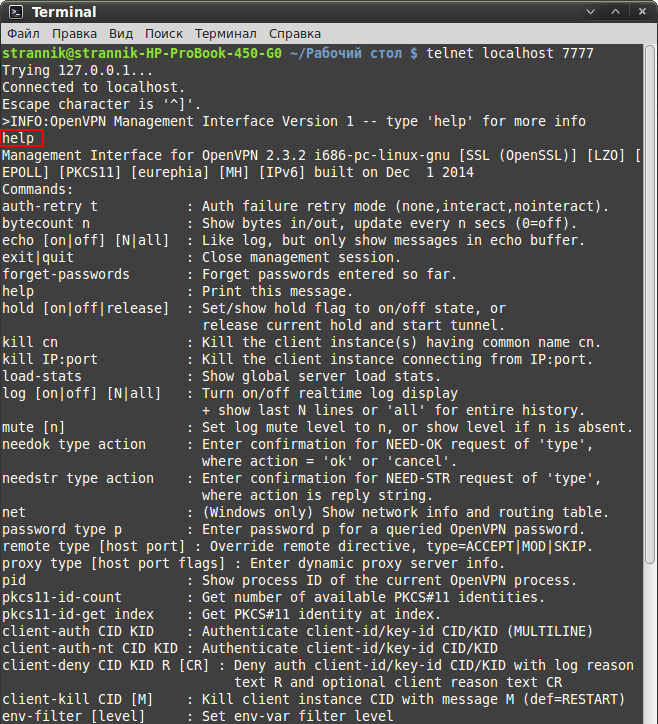 Terminal
Файл Правка Вид Поиск Терминал Справка
strannik@strannik-HP-ProBook-450-G0 ~/Рабочий стол $ telnet localhost 7777
Trying 127.0.0.1...
Connected to localhost.
Escape character is '^]'.
>INFO:OpenVPN Management Interface Version 1 -- type 'help' for more info
help
Management Interface for OpenVPN 2.3.2 i686-pc-linux-gnu [SSL (OpenSSL)] [LZO] [
EPOLL] [PKCS11] [eurephia] [MH] [IPv6] built on Dec  1 2014
Commands:
auth-retry t           : Auth failure retry mode (none,interact,nointeract).
bytecount n            : Show bytes in/out, update every n secs (0=off).
echo [on|off] [N|all]  : Like log, but only show messages in echo buffer.
exit|quit              : Close management session.
forget-passwords       : Forget passwords entered so far.
help                   : Print this message.
hold [on|off|release]  : Set/show hold flag to on/off state, or
                         release current hold and start tunnel.
kill cn                : Kill the client instance(s) having common name cn.
kill IP:port           : Kill the client instance connecting from IP:port.
load-stats             : Show global server load stats.
log [on|off] [N|all]   : Turn on/off realtime log display
                         + show last N lines or 'all' for entire history.
mute [n]               : Set log mute level to n, or show level if n is absent.
needok type action     : Enter confirmation for NEED-OK request of 'type',
                         where action = 'ok' or 'cancel'.
needstr type action    : Enter confirmation for NEED-STR request of 'type',
                         where action is reply string.
net                    : (Windows only) Show network info and routing table.
password type p        : Enter password p for a queried OpenVPN password.
remote type [host port] : Override remote directive, type=ACCEPT|MOD|SKIP.
proxy type [host port flags] : Enter dynamic proxy server info.
pid                    : Show process ID of the current OpenVPN process.
pkcs11-id-count        : Get number of available PKCS#11 identities.
pkcs11-id-get index    : Get PKCS#11 identity at index.
client-auth CID KID    : Authenticate client-id/key-id CID/KID (MULTILINE)
client-auth-nt CID KID : Authenticate client-id/key-id CID/KID
client-deny CID KID R [CR] : Deny auth client-id/key-id CID/KID with log reason
                             text R and optional client reason text CR
client-kill CID [M]    : Kill client instance CID with message M (def=RESTART)
env-filter [level]     : Set env-var filter level